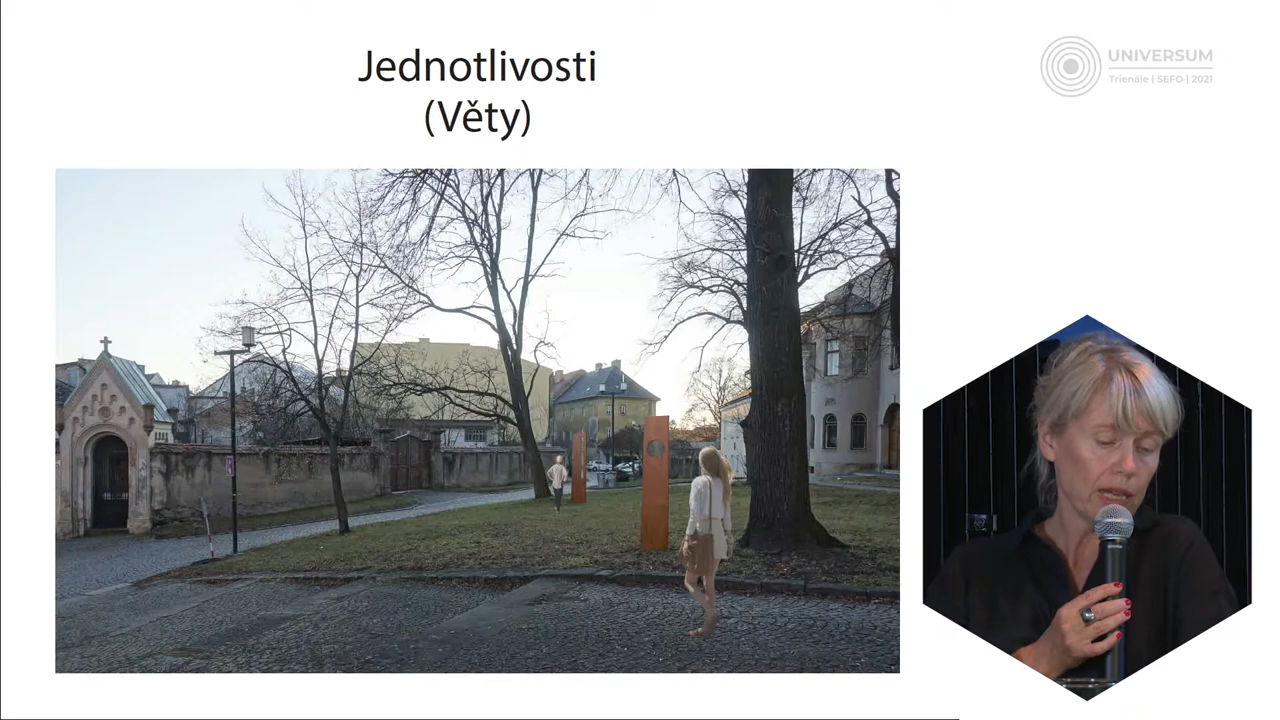 Jednotlivosti
(Věty)
UNIVERSUM
Trienále | SEFO | 2021